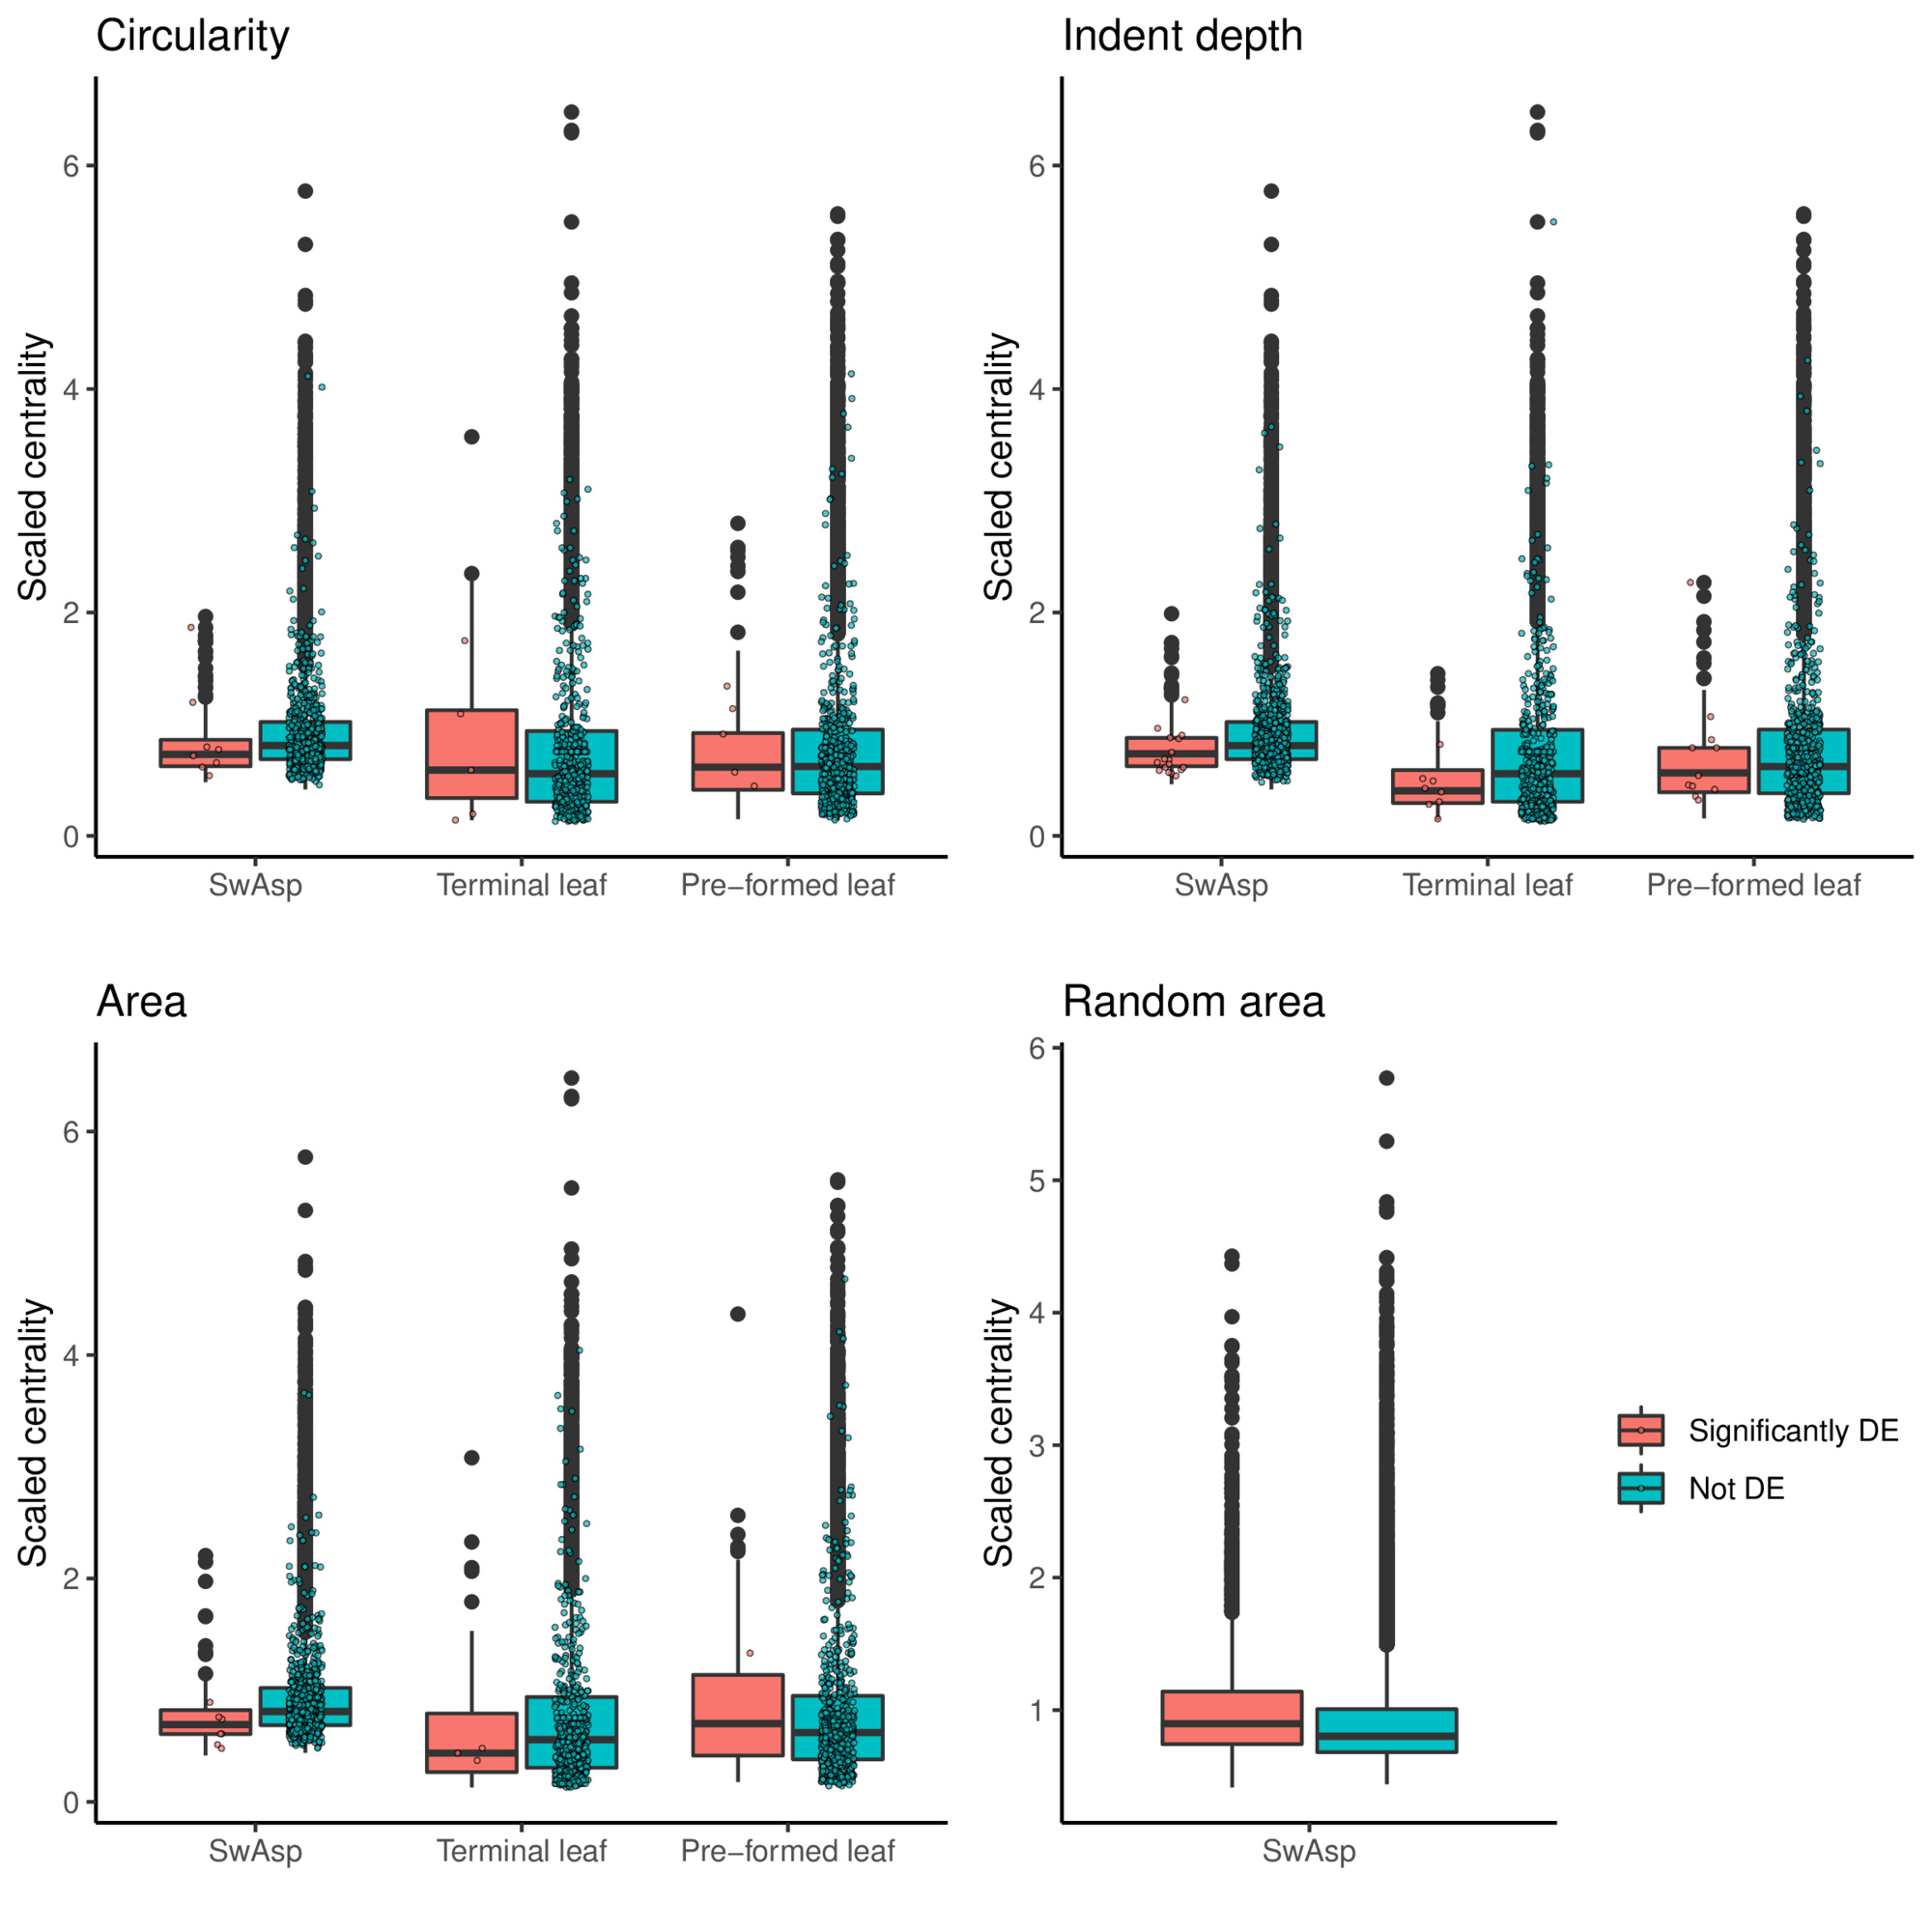 Circularity
Scaled centrality
6
4
2
0
SwAsp
Terminal leaf
Pre−formed leaf
Indent depth
Scaled centrality
6
4
2
0
SwAsp
Terminal leaf
Pre−formed leaf
Area
Scaled centrality
6
4
2
0
SwAsp
Terminal leaf
Pre−formed leaf
Random area
Scaled centrality
6
5
4
3
2
1
SwAsp
Significantly DE
Not DE